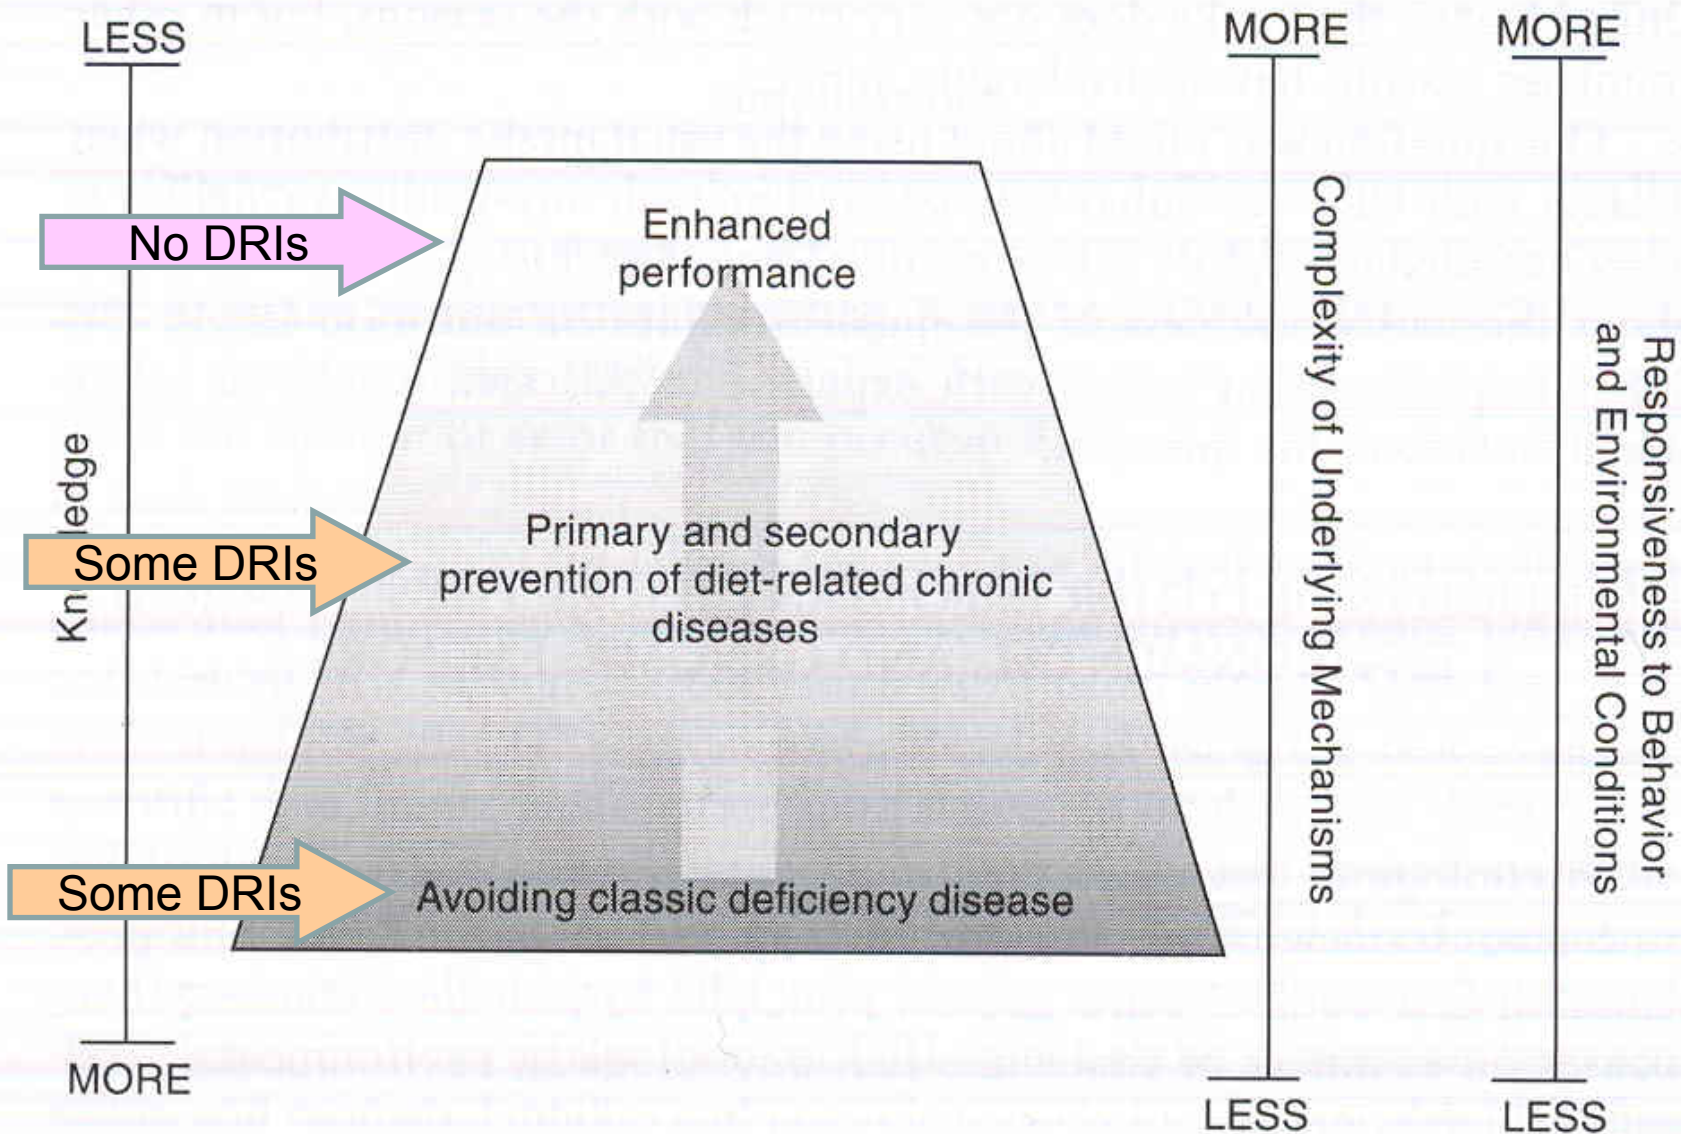 LESS
MORE
MORE
No DRIs
Enhanced
performance
Knowledge
Some DRIs
Primary and secondary
prevention of diet-related chronic
diseases
Complexity of Underlying Mechanisms
Responsiveness to Behavior
and Environmental Conditions
Some DRIs
Avoiding classic deficiency disease
MORE
LESS
LESS